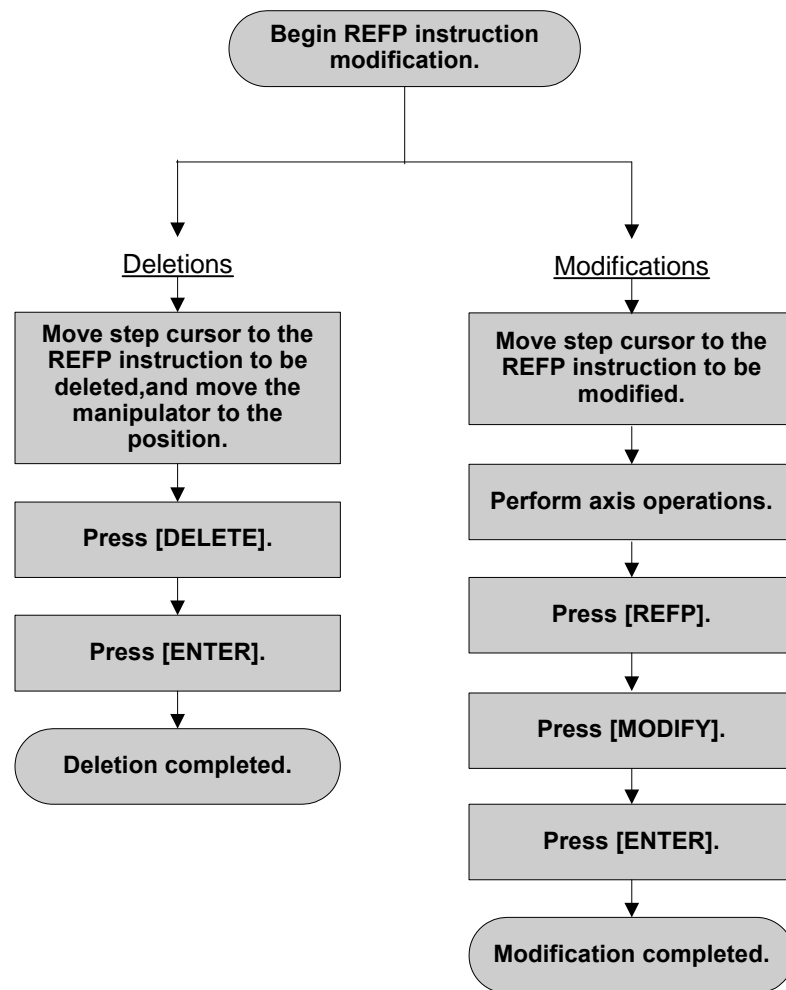 Begin REFP instruction
modification.
Deletions
Move step cursor to the
REFP instruction to be
deleted,and move the
manipulator to the
position.
Press [DELETE].
Press [ENTER].
Deletion completed.
Modifications
Move step cursor to the
REFP instruction to be
modified.
Perform axis operations.
Press [REFP].
Press [MODIFY].
Press [ENTER].
Modification completed.